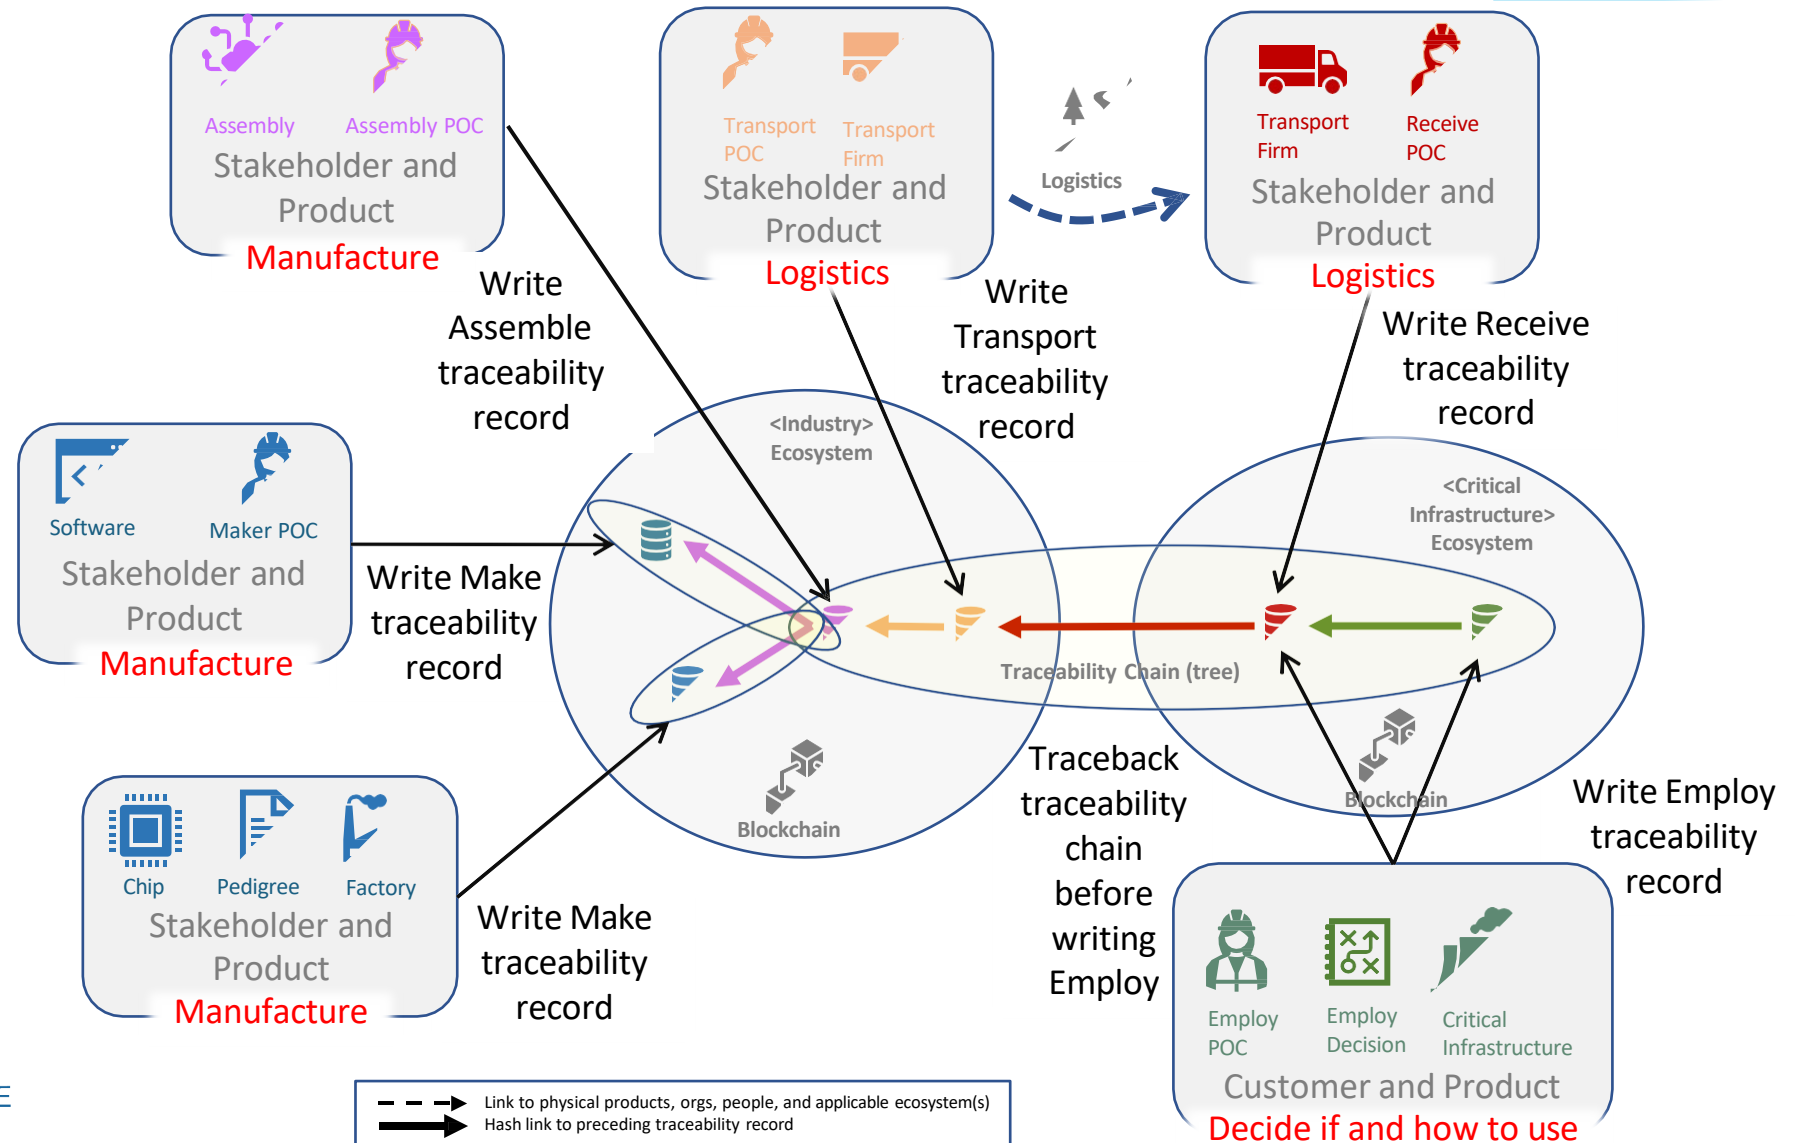 Assembly
Assembly POC
Stakeholder and
Product
Manufacture
Transport
POC
Transport
Firm
Stakeholder and
Product
Logistics
Logistics
Transport
Firm
Receive
POC
Stakeholder and
Product
Logistics
Write
Assemble
traceability
record
Write
Transport
traceability
record
Write Receive
traceability
record
<Industry>
Ecosystem
<Critical
Infrastructure>
Ecosystem
Software
Maker POC
Stakeholder and
Product
Manufacture
Write Make
traceability
record
Traceability Chain (tree)
Blockchain
Blockchain
Traceback
traceability
chain
before
writing
Employ
Write Employ
traceability
record
Chip
Pedigree
Factory
Stakeholder and
Product
Manufacture
Write Make
traceability
record
Employ
POC
Employ
Decision
Critical
Infrastructure
Customer and Product
Decide if and how to use
E
Link to physical products, orgs, people, and applicable ecosystem(s)
Hash link to preceding traceability record